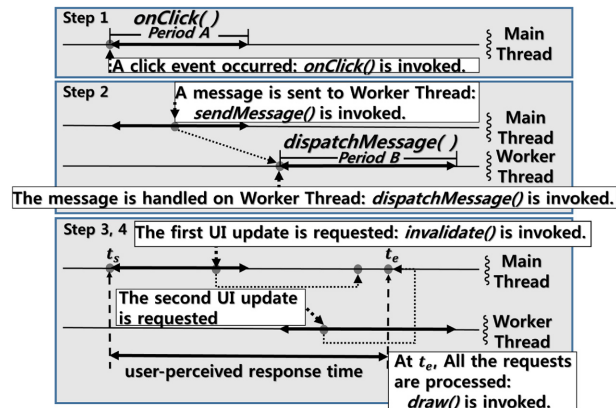 Step 1
onClick( )
Period A
Main
Thread
A click event occurred: onClick() is invoked.
Step 2
A message is sent to Worker Thread:
sendMessage() is invoked.
Main
Thread
dispatchMessage( )
Period B
Worker
Thread
The message is handled on Worker Thread: dispatchMessage() is invoked.
Step 3, 4
The first UI update is requested: invalidate() is invoked.
ts
te
Main
Thread
The second UI update
is requested
Worker
Thread
user-perceived response time
At te, All the requests
are processed:
draw() is invoked.